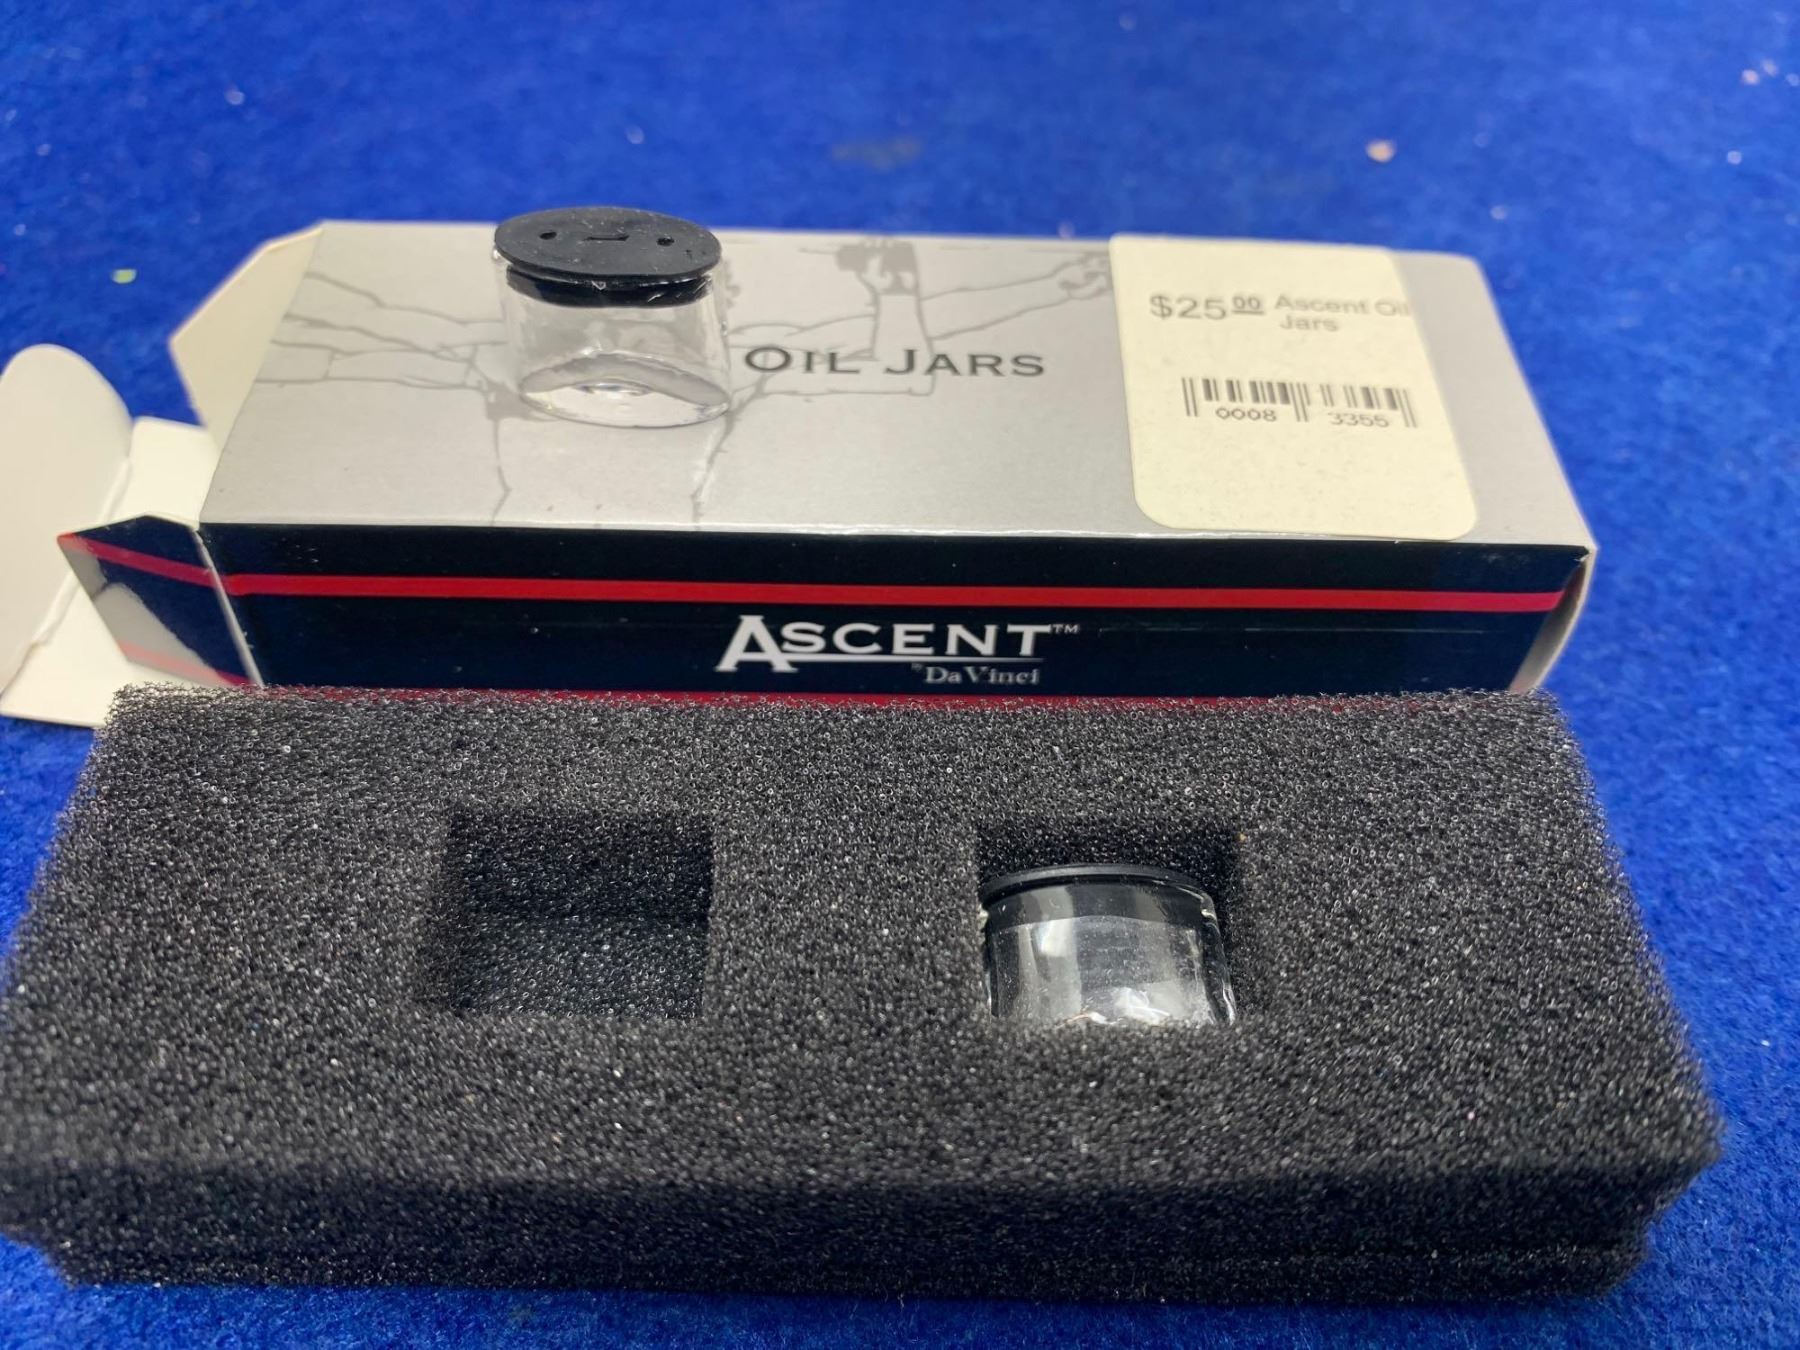 OIL JARS
$25.00 Ascent Oil
Jars
0008 3355
ASCENT™
by Da Vinci